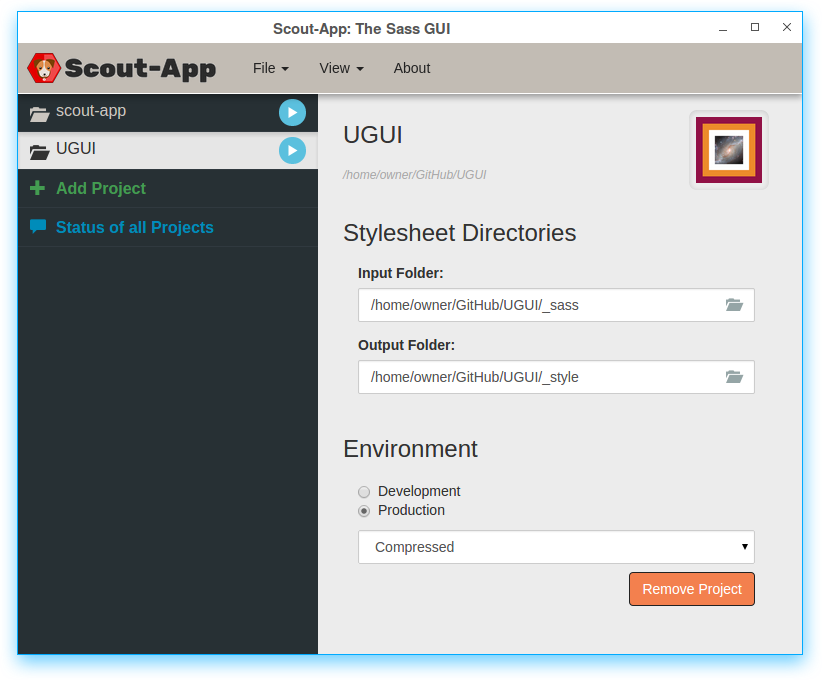 Scout-App: The Sass GUI
Scout-App File View About
scout-app
UGUI
Add Project
Status of all Projects
UGUI
/home/owner/GitHub/UGUI
Stylesheet Directories
Input Folder:
/home/owner/GitHub/UGUI/_sass
Output Folder:
/home/owner/GitHub/UGUI/_style
Environment
Development
Production
Compressed
Remove Project